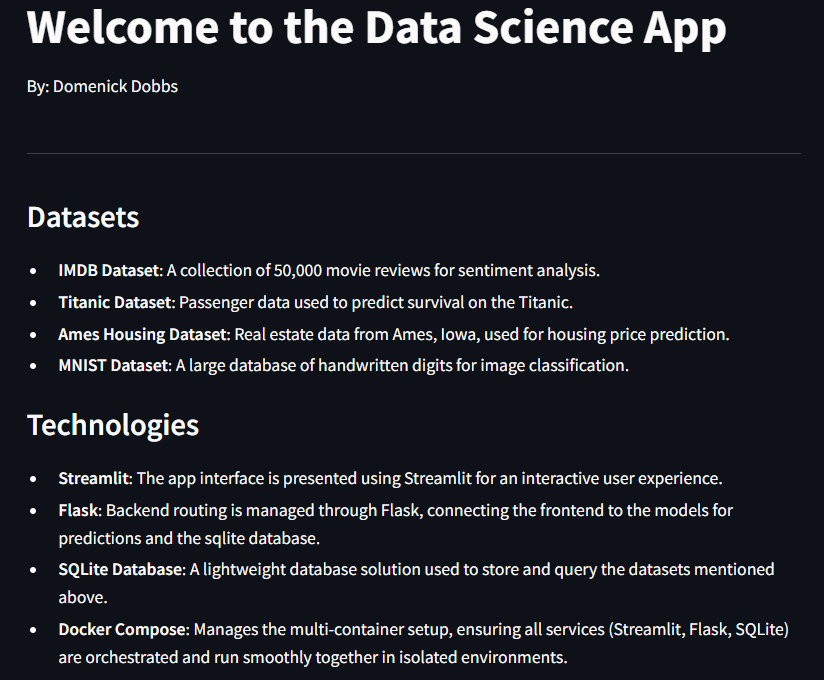 Welcome to the Data Science App
By: Domenick Dobbs
Datasets
• IMDB Dataset: A collection of 50,000 movie reviews for sentiment analysis.
• Titanic Dataset: Passenger data used to predict survival on the Titanic.
• Ames Housing Dataset: Real estate data from Ames, Iowa, used for housing price prediction.
• MNIST Dataset: A large database of handwritten digits for image classification.
Technologies
• Streamlit: The app interface is presented using Streamlit for an interactive user experience.
• Flask: Backend routing is managed through Flask, connecting the frontend to the models for
predictions and the sqlite database.
• SQLite Database: A lightweight database solution used to store and query the datasets mentioned
above.
• Docker Compose: Manages the multi-container setup, ensuring all services (Streamlit, Flask, SQLite)
are orchestrated and run smoothly together in isolated environments.